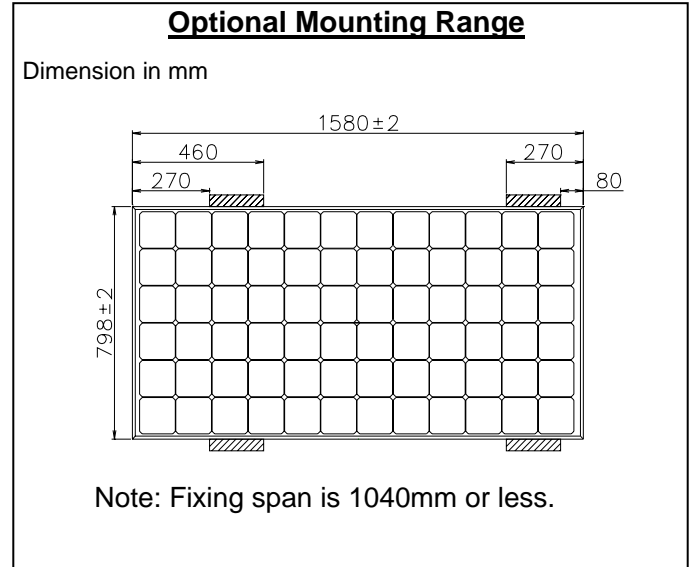 Optional Mounting Range
Dimension in mm
1580±2
460
270
270
80
798±2
Note: Fixing span is 1040mm or less.